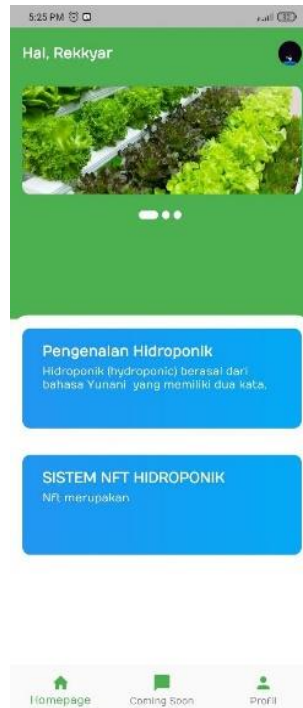 5:25 PM
Hai, Rekkyar
Pengenalan Hidroponik
Hidroponik (hydroponic) berasal dari
bahasa Yunani yang memiliki dua kata,
SISTEM NFT HIDROPONIK
Nft merupakan
Homepage
Coming Soon
Profil